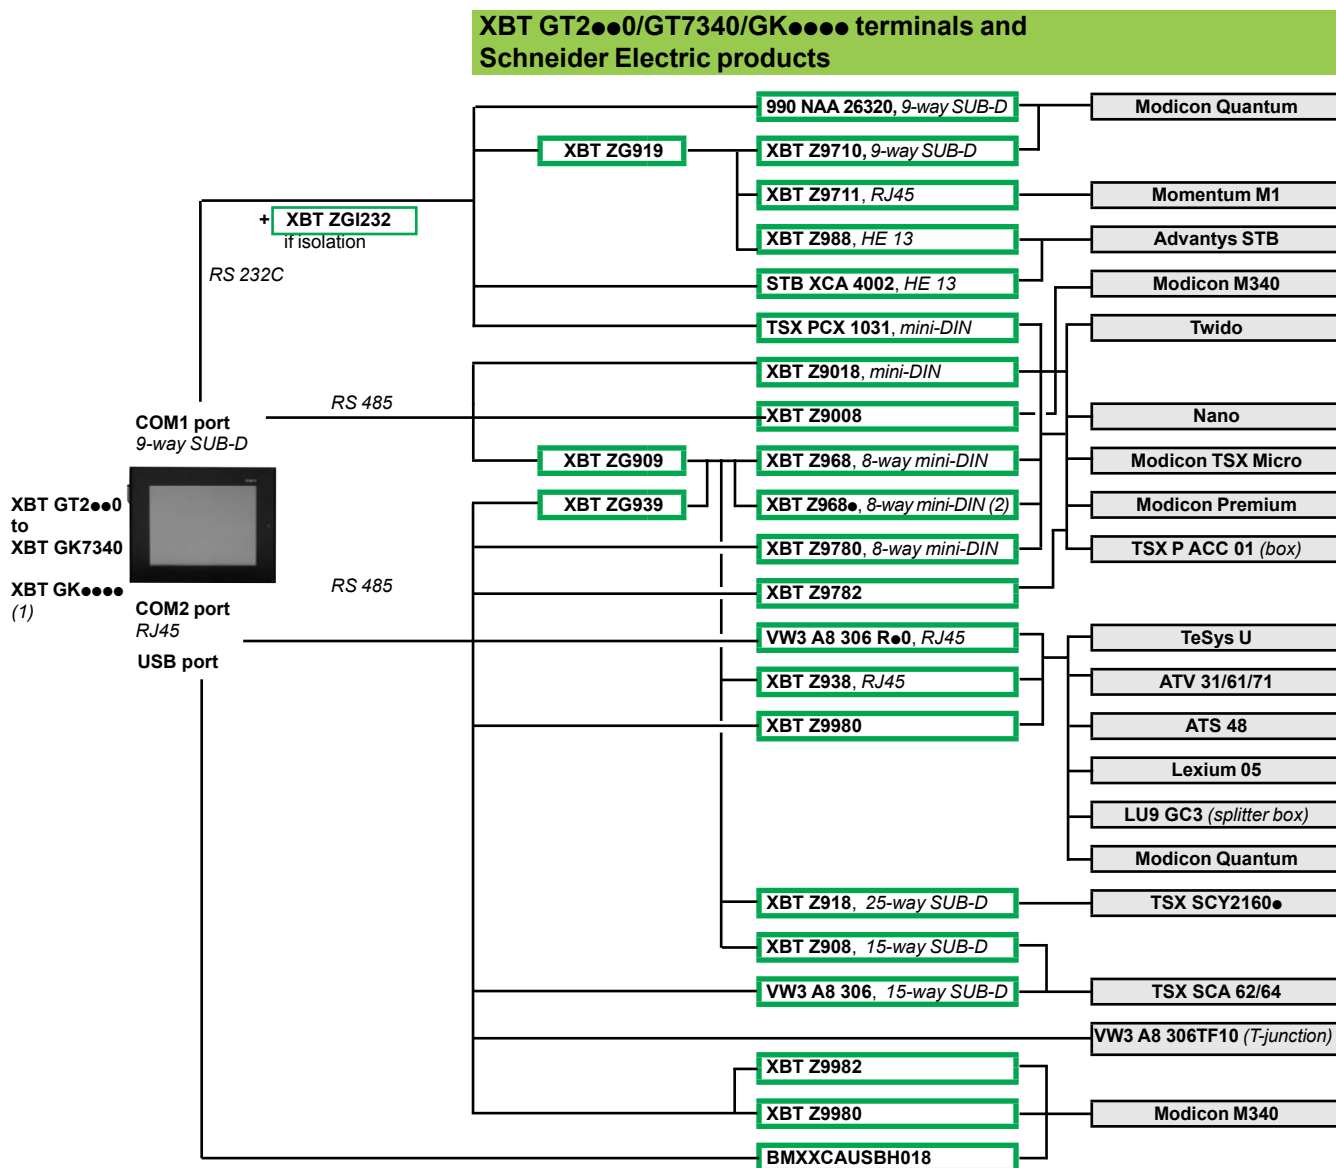 XBT GT2●●0/GT7340/GK●●●● terminals and
Schneider Electric products
990 NAA 26320, 9-way SUB-D
Modicon Quantum
XBT ZG919
XBT Z9710, 9-way SUB-D
XBT Z9711, RJ45
Momentum M1
+ XBT ZGI232
if isolation
XBT Z988, HE 13
Advantys STB
RS 232C
STB XCA 4002, HE 13
Modicon M340
TSX PCX 1031, mini-DIN
Twido
XBT Z9018, mini-DIN
RS 485
COM1 port
9-way SUB-D
XBT Z9008
Nano
XBT ZG909
XBT Z968, 8-way mini-DIN
Modicon TSX Micro
XBT ZG939
XBT Z968●, 8-way mini-DIN (2)
Modicon Premium
XBT GT2●●0
to
XBT GK7340
XBT Z9780, 8-way mini-DIN
TSX P ACC 01 (box)
XBT GK●●●●
(1)
RS 485
XBT Z9782
COM2 port
RJ45
VW3 A8 306 R●0, RJ45
TeSys U
USB port
XBT Z938, RJ45
ATV 31/61/71
XBT Z9980
ATS 48
Lexium 05
LU9 GC3 (splitter box)
Modicon Quantum
XBT Z918, 25-way SUB-D
TSX SCY2160●
XBT Z908, 15-way SUB-D
VW3 A8 306, 15-way SUB-D
TSX SCA 62/64
VW3 A8 306TF10 (T-junction)
XBT Z9982
XBT Z9980
Modicon M340
BMXXCAUSBH018